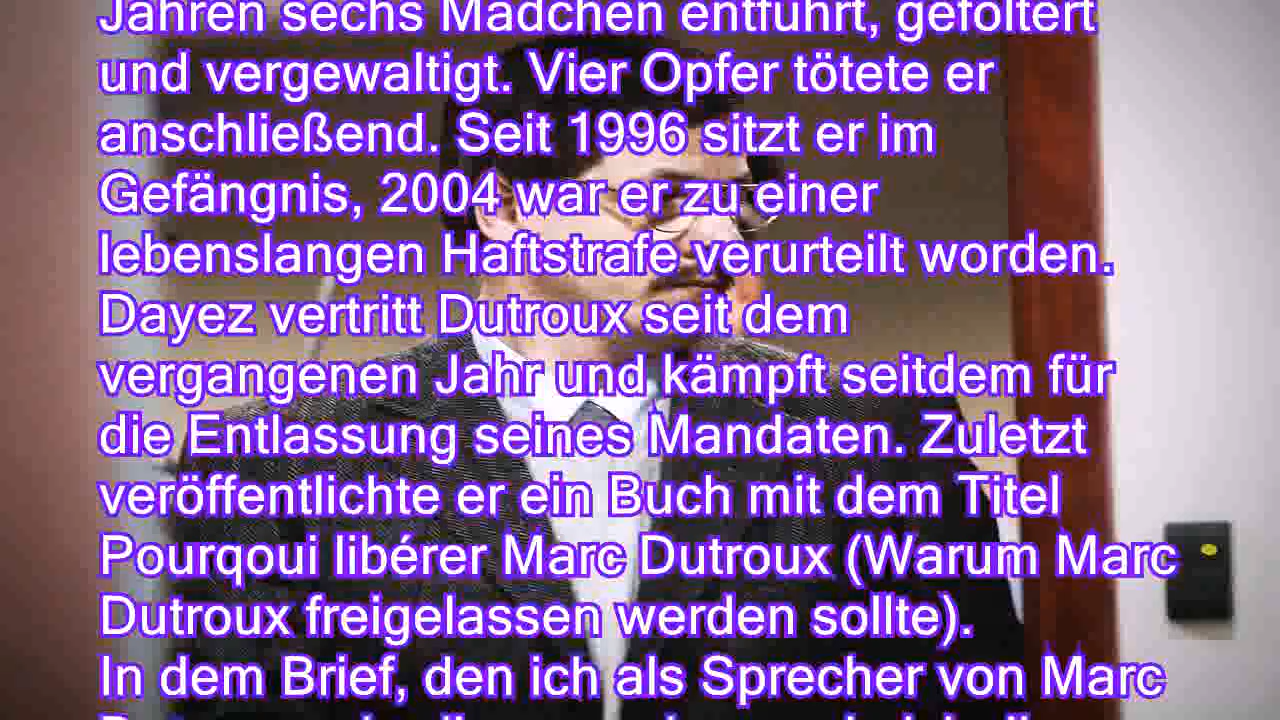 Jahren sechs Mädchen entführt, gefoltert
und vergewaltigt. Vier Opfer tötete er
anschließend. Seit 1996 sitzt er im
Gefängnis, 2004 war er zu einer
lebenslangen Haftstrafe verurteilt worden.
Dayez vertritt Dutroux seit dem
vergangenen Jahr und kämpft seitdem für
die Entlassung seines Mandaten. Zuletzt
veröffentlichte er ein Buch mit dem Titel
Pourqoui libérer Marc Dutroux (Warum Marc
Dutroux freigelassen werden sollte).
In dem Brief, den ich als Sprecher von Marc